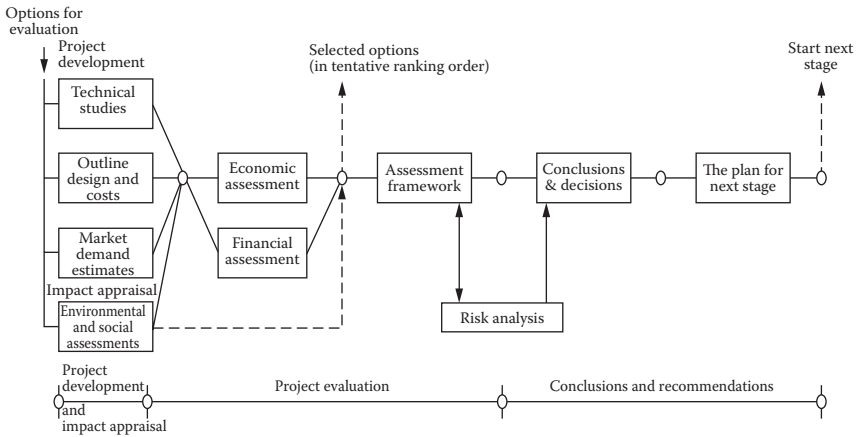 Options for
evaluation
Project
development
Technical
studies
Outline
design and
costs
Market
demand
estimates
Impact appraisal
Environmental
and social
assessments
Economic
assessment
Financial
assessment
Selected options
(in tentative ranking order)
Assessment
framework
Risk analysis
Conclusions
& decisions
The plan for
next stage
Start next
stage
Project
development
and
impact appraisal
Project evaluation
Conclusions and recommendations